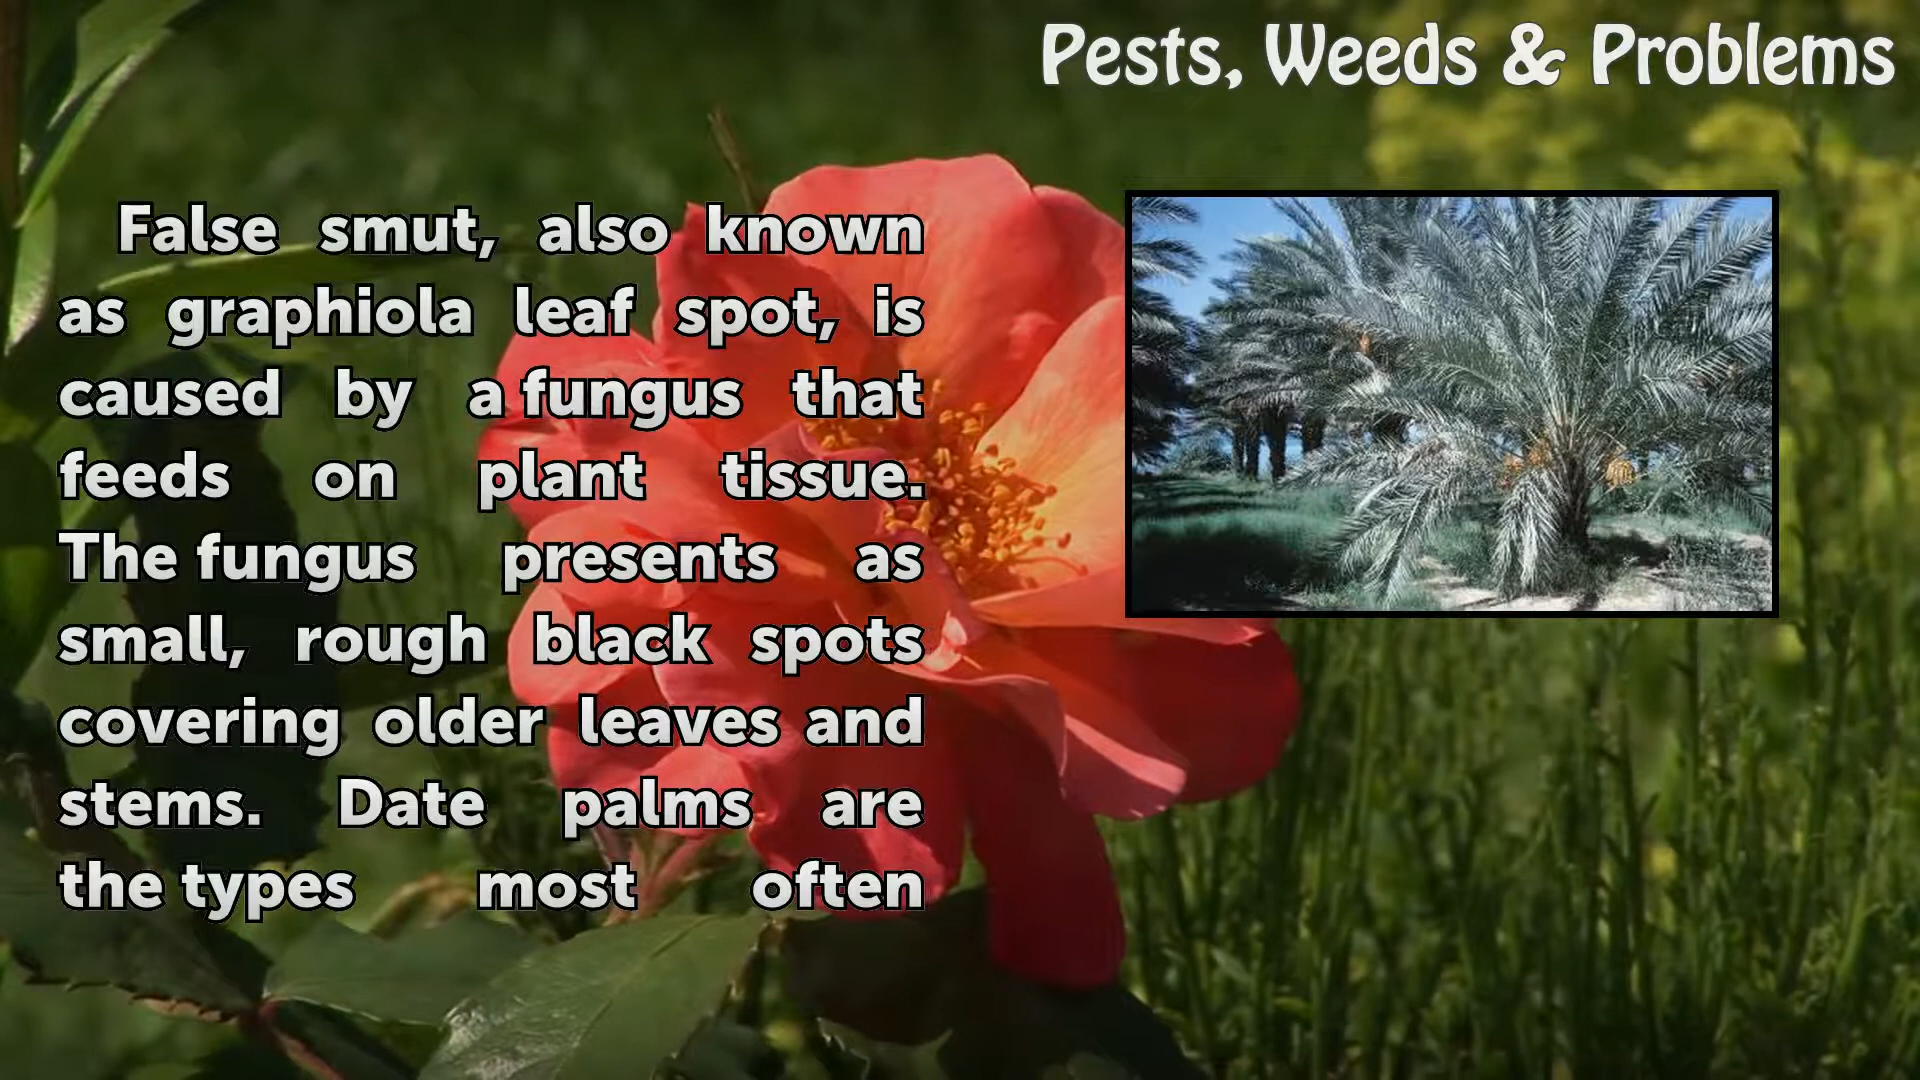 Pests, Weeds & Problems
False smut, also known
as graphiola leaf spot, is
caused by a fungus that
feeds on plant tissue.
The fungus presents as
small, rough black spots
covering older leaves and
stems. Date palms are
the types most often